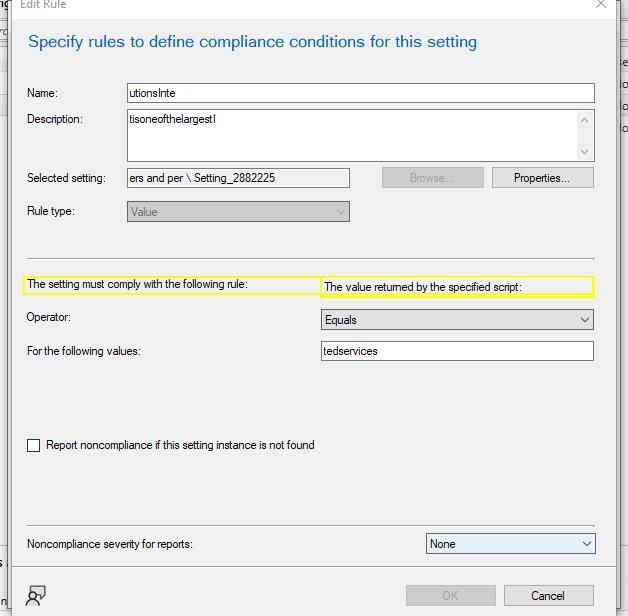 Edit Rule
Specify rules to define compliance conditions for this setting
Name: utionsInte
Description: tisoneofthelargestI
Selected setting: ers and per \ Setting_2882225 Browse... Properties...
Rule type: Value
The setting must comply with the following rule: The value returned by the specified script:
Operator: Equals
For the following values: tedservices
Report noncompliance if this setting instance is not found
Noncompliance severity for reports: None
OK Cancel